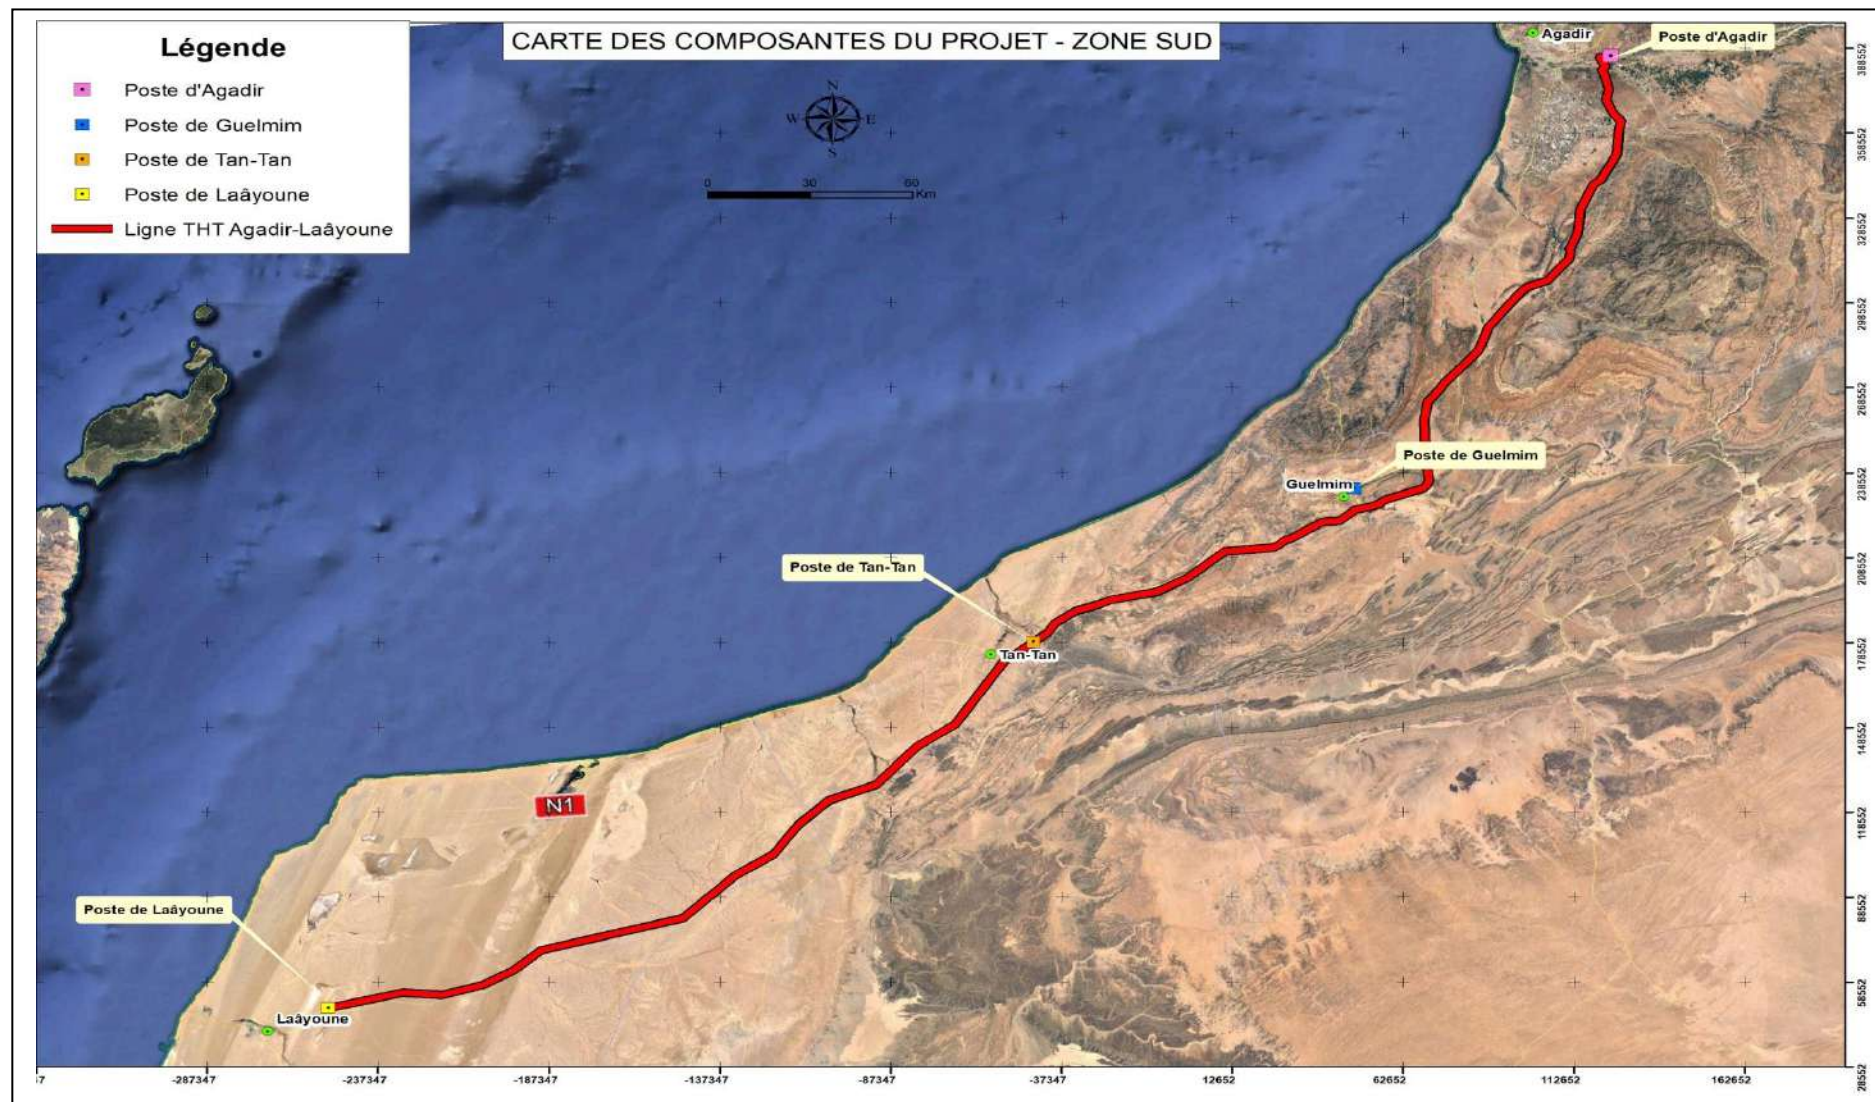 Légende
Poste d'Agadir
Poste de Guelmim
Poste de Tan-Tan
Poste de Laâyoune
Ligne THT Agadir-Laâyoune
CARTE DES COMPOSANTES DU PROJET - ZONE SUD
N
W E
S
0 30 60
Km
Agadir
Poste d'Agadir
Poste de Guelmim
Guelmim
Poste de Tan-Tan
Tan-Tan
N1
Poste de Laâyoune
Laâyoune
388552
358552
328552
298552
268552
238552
208552
178552
148552
118552
88552
58552
28552
47 -287347 -237347 -187347 -137347 -87347 -37347 12652 62652 112652 162652